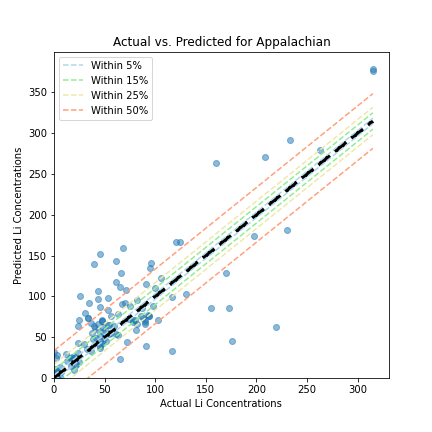 Actual vs. Predicted for Appalachian
Within 5%
Within 15%
Within 25%
Within 50%
Predicted Li Concentrations
350
300
250
200
150
100
50
0
0 50 100 150 200 250 300
Actual Li Concentrations